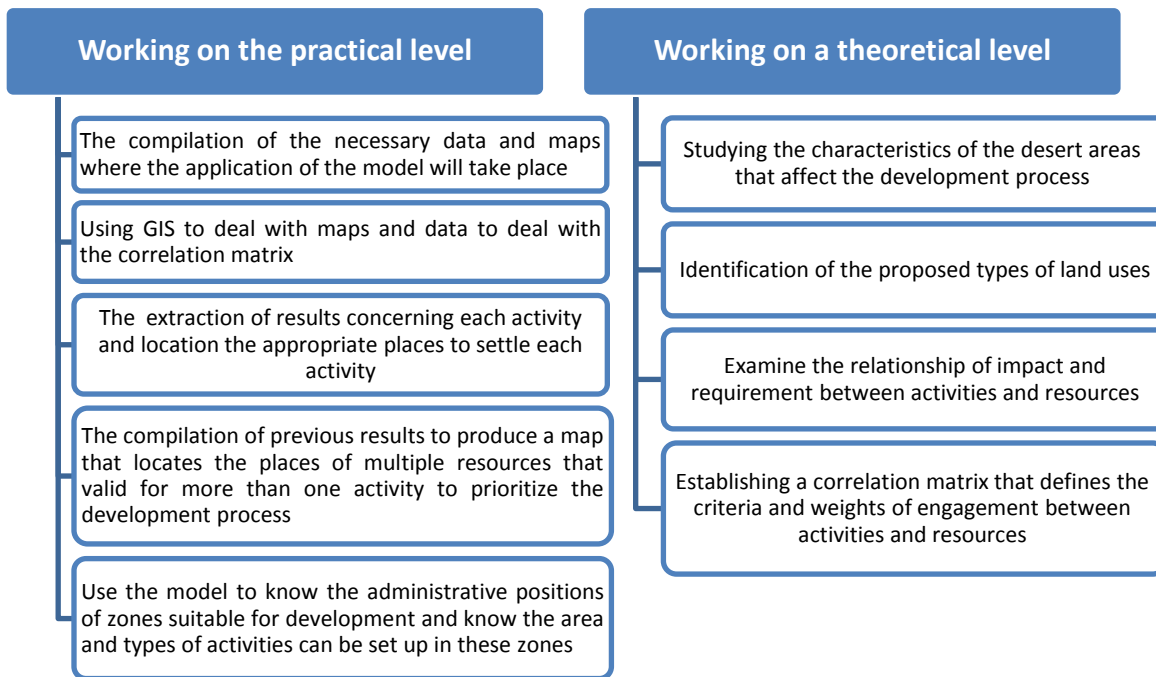 Working on the practical level
The compilation of the necessary data and maps
where the application of the model will take place
Using GIS to deal with maps and data to deal with
the correlation matrix
The extraction of results concerning each activity
and location the appropriate places to settle each
activity
The compilation of previous results to produce a map
that locates the places of multiple resources that
valid for more than one activity to prioritize the
development process
Use the model to know the administrative positions
of zones suitable for development and know the area
and types of activities can be set up in these zones
Working on a theoretical level
Studying the characteristics of the desert areas
that affect the development process
Identification of the proposed types of land uses
Examine the relationship of impact and
requirement between activities and resources
Establishing a correlation matrix that defines the
criteria and weights of engagement between
activities and resources